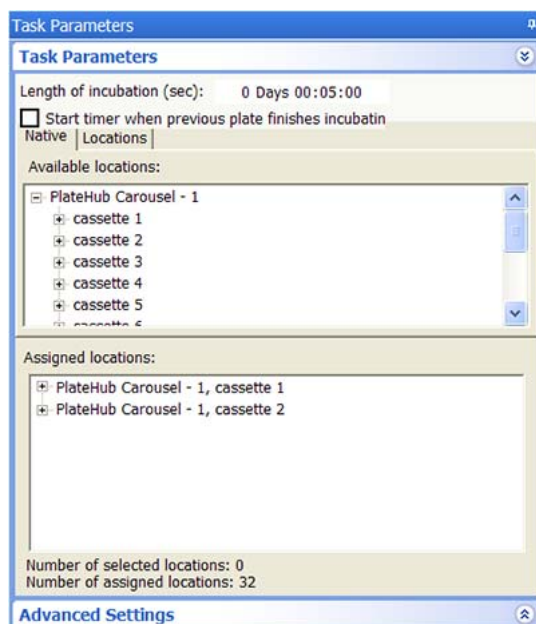 Task Parameters
Task Parameters
Length of incubation (sec): 0 Days 00:05:00
Start timer when previous plate finishes incubatin
Native Locations
Available locations:
PlateHub Carousel - 1
cassette 1
cassette 2
cassette 3
cassette 4
cassette 5
cassette 6
Assigned locations:
PlateHub Carousel - 1, cassette 1
PlateHub Carousel - 1, cassette 2
Number of selected locations: 0
Number of assigned locations: 32
Advanced Settings